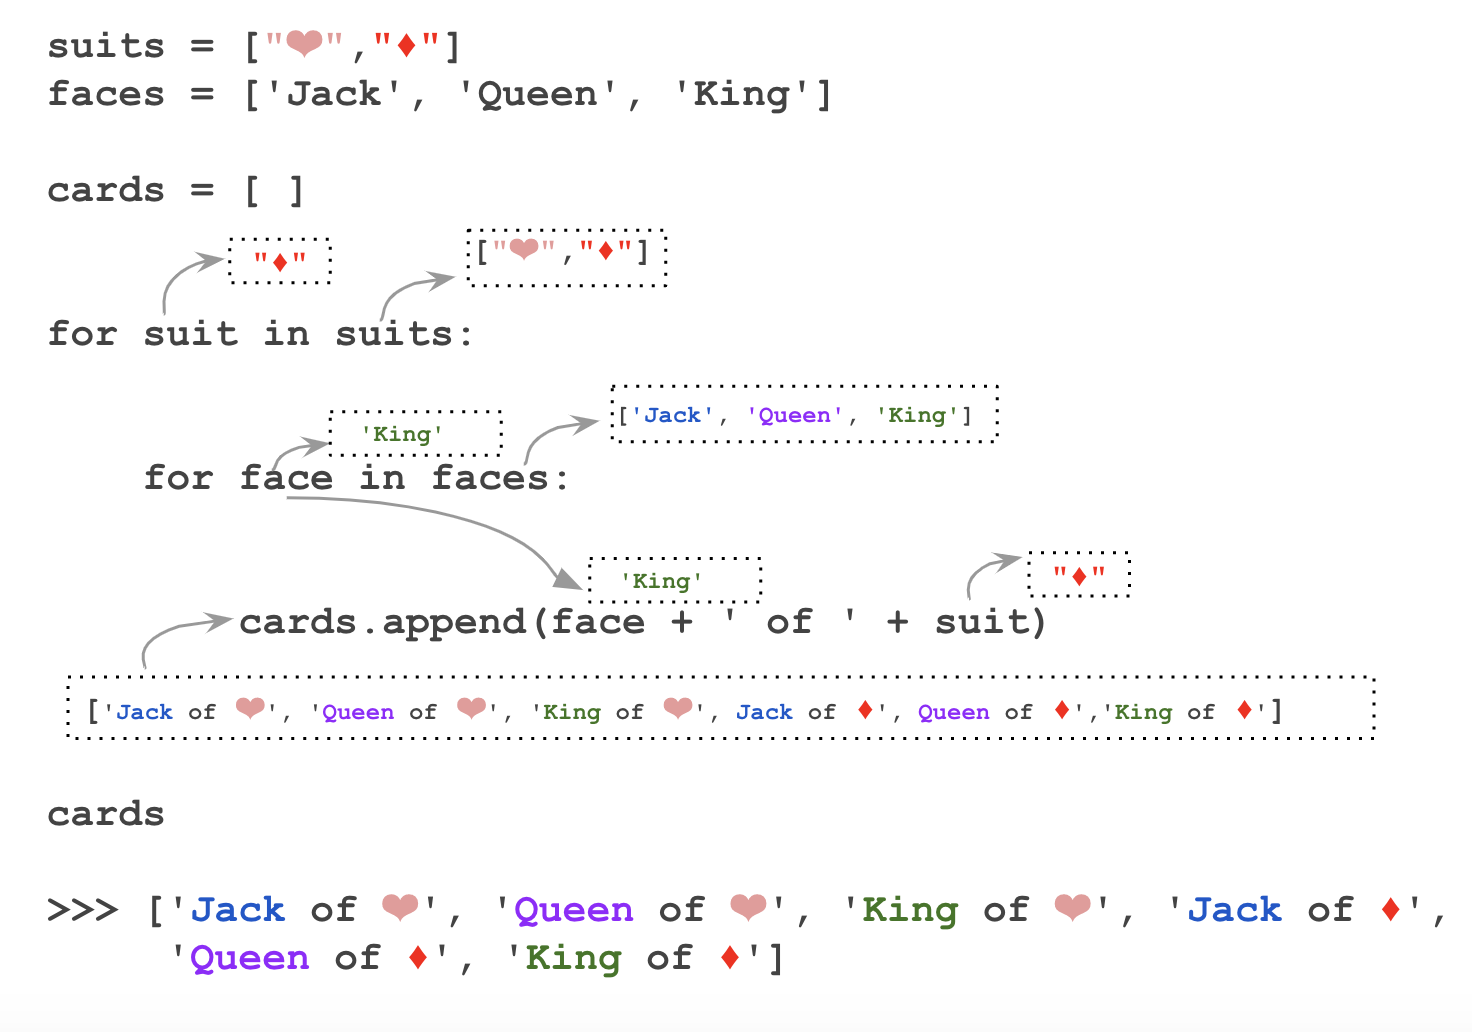 suits = ["❤","♦"]
faces = ['Jack', 'Queen', 'King']
cards = [ ]
"♦"
["❤","♦"]
for suit in suits:
['Jack', 'Queen', 'King']
'King'
for face in faces:
'King'
"♦"
cards.append(face + ' of ' + suit)
['Jack of ❤', 'Queen of ❤', 'King of ❤', Jack of ♦', Queen of ♦','King of ♦']
cards
>>> ['Jack of ❤', 'Queen of ❤', 'King of ❤', 'Jack of ♦',
'Queen of ♦', 'King of ♦']